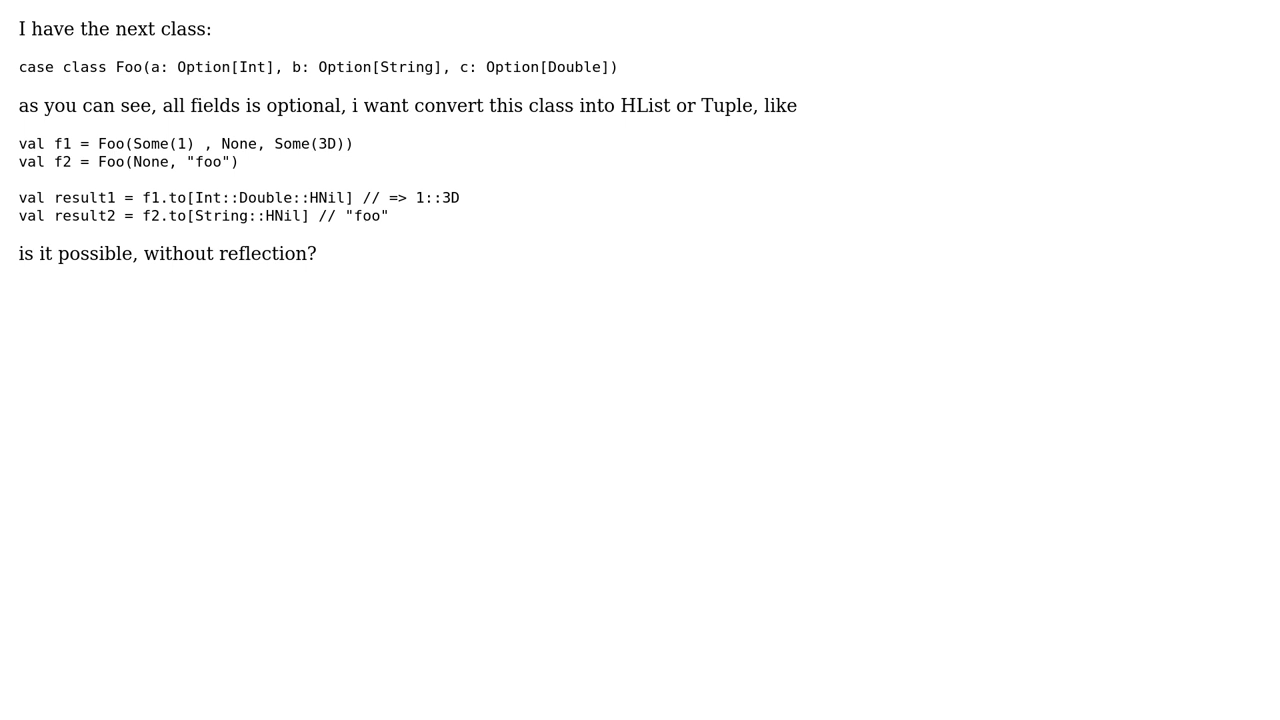 I have the next class:
case class Foo(a: Option[Int], b: Option[String], c: Option[Double])
as you can see, all fields is optional, i want convert this class into HList or Tuple, like
val f1 = Foo(Some(1) , None, Some(3D))
val f2 = Foo(None, "foo")
val result1 = f1.to[Int::Double::HNil] // => 1::3D
val result2 = f2.to[String::HNil] // "foo"
is it possible, without reflection?